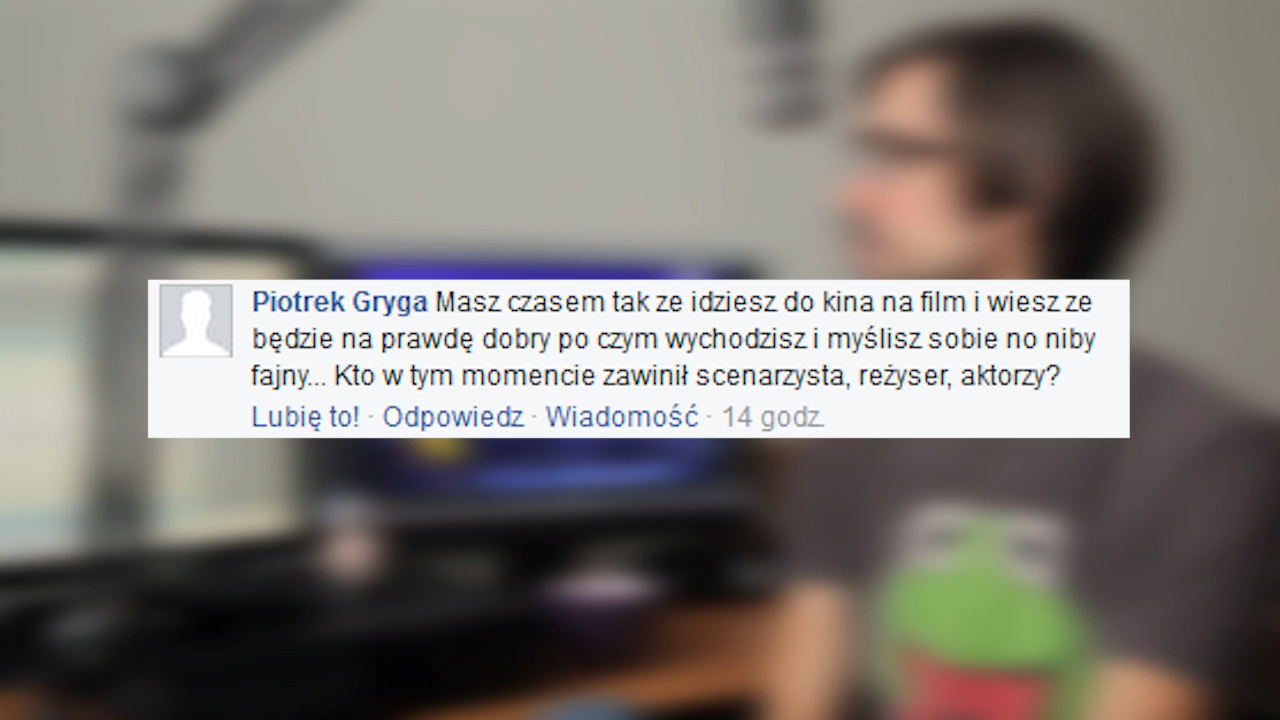 Piotrek Gryga Masz czasem tak ze idziesz do kina na film i wiesz ze
będzie na prawdę dobry po czym wychodzisz i myślisz sobie no niby
fajny... Kto w tym momencie zawinił scenarzysta, reżyser, aktorzy?
Lubię to! · Odpowiedz · Wiadomość · 14 godz.